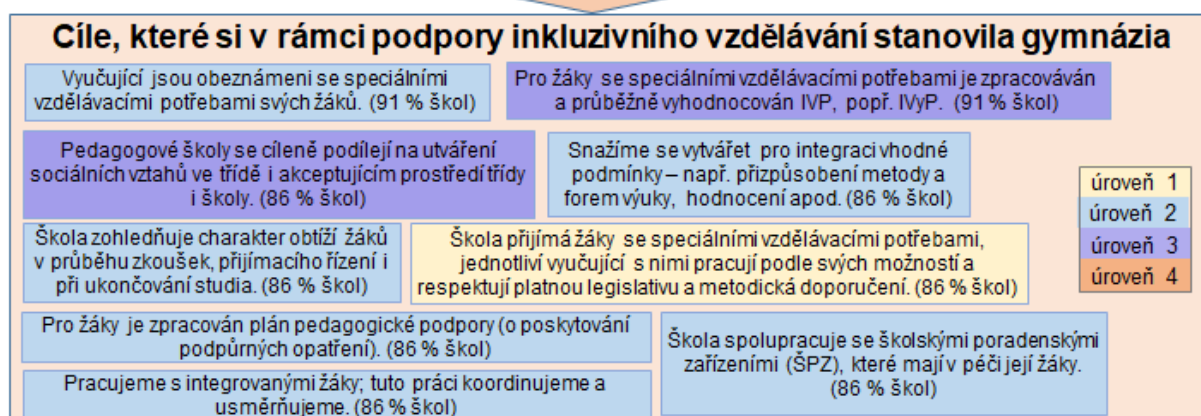 Cíle, které si v rámci podpory inkluzivního vzdělávání stanovila gymnázia
Vyučující jsou obeznámeni se speciálními
vzdělávacími potřebami svých žáků. (91 % škol)
Pro žáky se speciálními vzdělávacími potřebami je zpracováván
a průběžně vyhodnocován IVP, popř. IVyP. (91 % škol)
Pedagogové školy se cíleně podílejí na utváření
sociálních vztahů ve třídě i akceptujícím prostředí třídy
i školy. (86 % škol)
Snažíme se vytvářet pro integraci vhodné
podmínky – např. přizpůsobení metody a
forem výuky, hodnocení apod. (86 % škol)
Škola zohledňuje charakter obtíží žáků
v průběhu zkoušek, přijímacího řízení i
při ukončování studia. (86 % škol)
Škola přijímá žáky se speciálními vzdělávacími potřebami,
jednotliví vyučující s nimi pracují podle svých možností a
respektují platnou legislativu a metodická doporučení. (86 % škol)
Pro žáky je zpracován plán pedagogické podpory (o poskytování
podpůrných opatření). (86 % škol)
Škola spolupracuje se školskými poradenskými
zařízeními (ŠPZ), které mají v péči její žáky.
(86 % škol)
Pracujeme s integrovanými žáky; tuto práci koordinujeme a
usměrňujeme. (86 % škol)
úroveň 1
úroveň 2
úroveň 3
úroveň 4